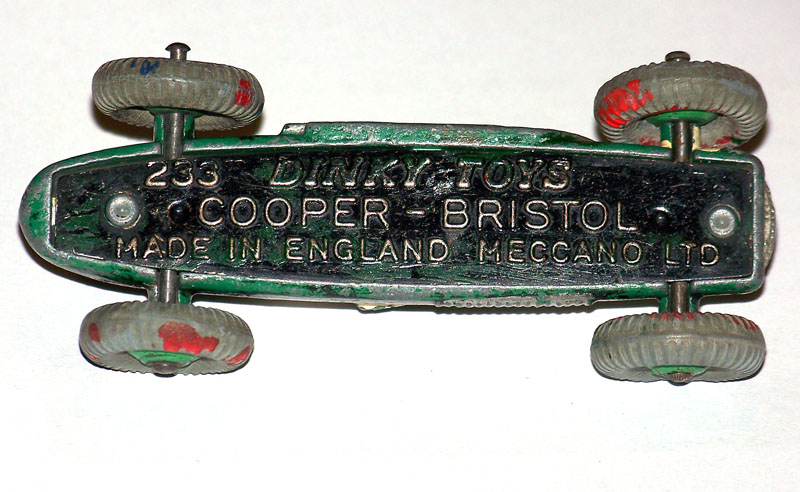 233 DINKY TOYS
COOPER-BRISTOL
MADE IN ENGLAND MECCANO LTD